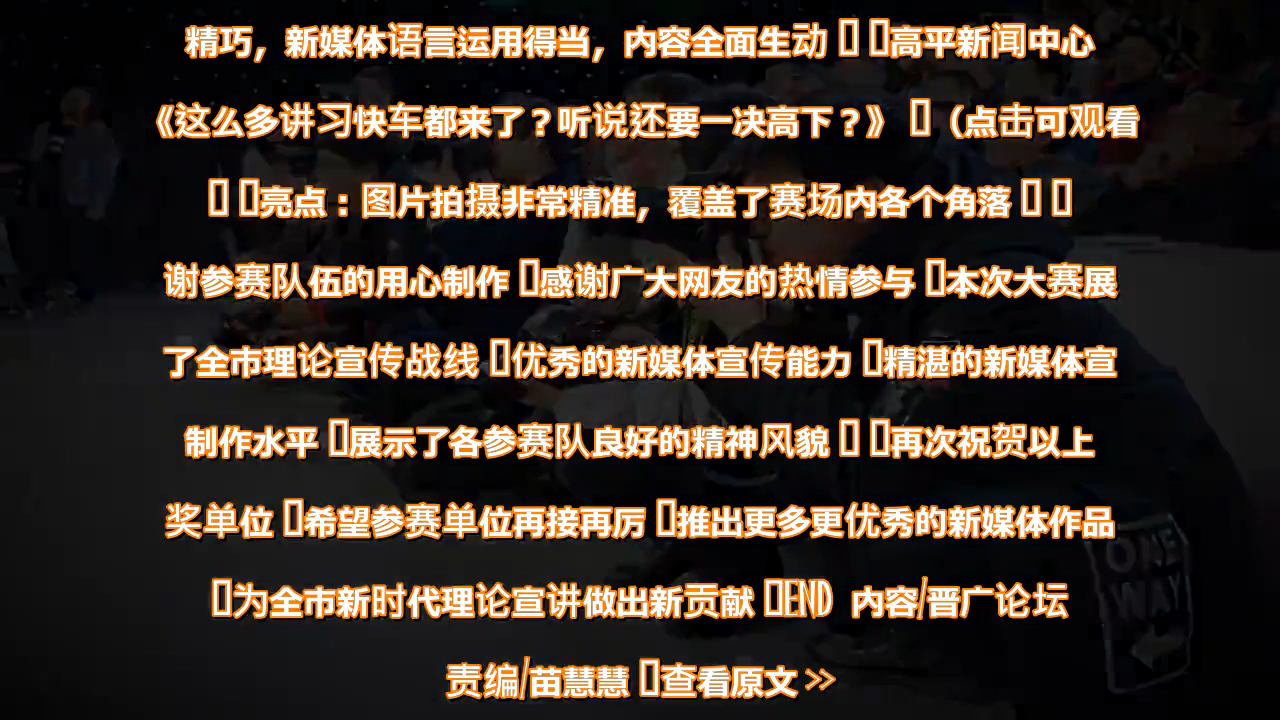 精巧，新媒体语言运用得当，内容全面生动 高平新闻中心
《这么多讲习快车都来了？听说还要一决高下？》 （点击可观看
亮点：图片拍摄非常精准，覆盖了赛场内各个角落
谢参赛队伍的用心制作 感谢广大网友的热情参与 本次大赛展
了全市理论宣传战线 优秀的新媒体宣传能力 精湛的新媒体宣
制作水平 展示了各参赛队良好的精神风貌 再次祝贺以上
奖单位 希望参赛单位再接再厉 推出更多更优秀的新媒体作品
为全市新时代理论宣讲做出新贡献 END 内容/晋广论坛
责编/苗慧慧 查看原文 >>
ONE
WAY